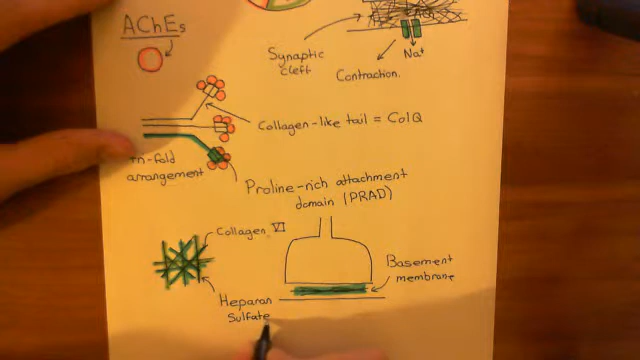 AChEs
Synaptic
cleft
Na+
Contraction.
Collagen-like tail = ColQ
Tri-fold
arrangement
Proline-rich attachment
domain (PRAD)
Collagen VI
Basement
membrane
Heparan
Sulfate